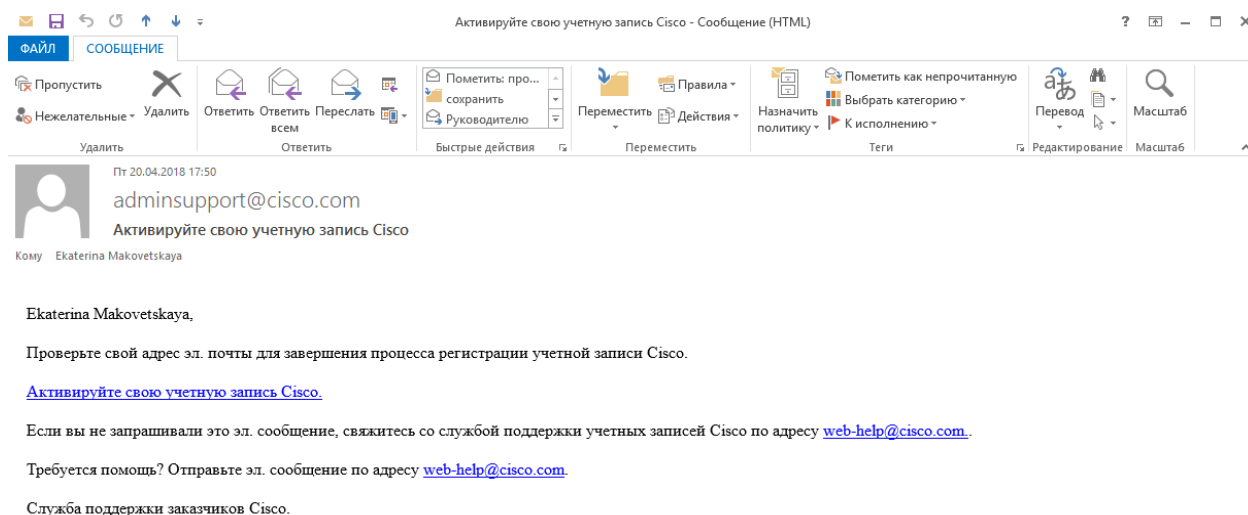 Активируйте свою учетную запись Cisco - Сообщение (HTML)
ФАЙЛ СООБЩЕНИЕ
Пропустить
Нежелательные
Удалить
Ответить
Ответить всем
Переслать
Пометить: про...
сохранить
Руководителю
Переместить
Правила
Действия
Назначить политику
Пометить как непрочитанную
Выбрать категорию
К исполнению
Перевод
Масштаб
Удалить Ответить Быстрые действия Переместить Теги Редактирование Масштаб
Пт 20.04.2018 17:50
adminsupport@cisco.com
Активируйте свою учетную запись Cisco
Кому Ekaterina Makovetskaya
Ekaterina Makovetskaya,
Проверьте свой адрес эл. почты для завершения процесса регистрации учетной записи Cisco.
Активируйте свою учетную запись Cisco.
Если вы не запрашивали это эл. сообщение, свяжитесь со службой поддержки учетных записей Cisco по адресу web-help@cisco.com..
Требуется помощь? Отправьте эл. сообщение по адресу web-help@cisco.com.
Служба поддержки заказчиков Cisco.